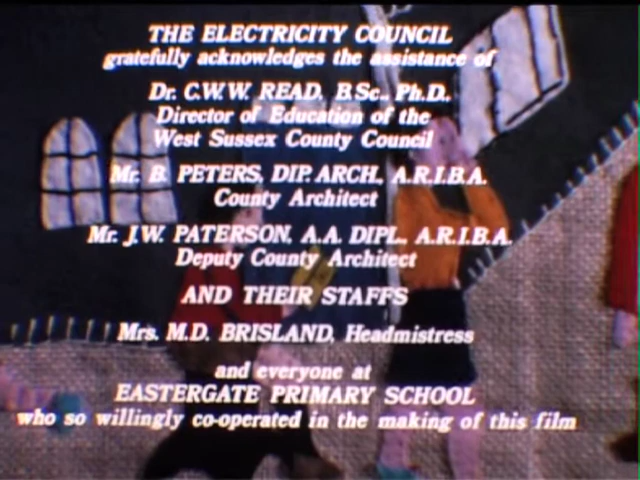 THE ELECTRICITY COUNCIL
gratefully acknowledges the assistance of
Dr. C.W.W. READ, B.Sc., Ph.D.,
Director of Education of the
West Sussex County Council
Mr. B. PETERS, DIP. ARCH., A.R.I.B.A.
County Architect
Mr. J.W. PATERSON, A.A. DIPL., A.R.I.B.A.
Deputy County Architect
AND THEIR STAFFS
Mrs. M.D. BRISLAND, Headmistress
and everyone at
EASTERGATE PRIMARY SCHOOL
who so willingly co-operated in the making of this film